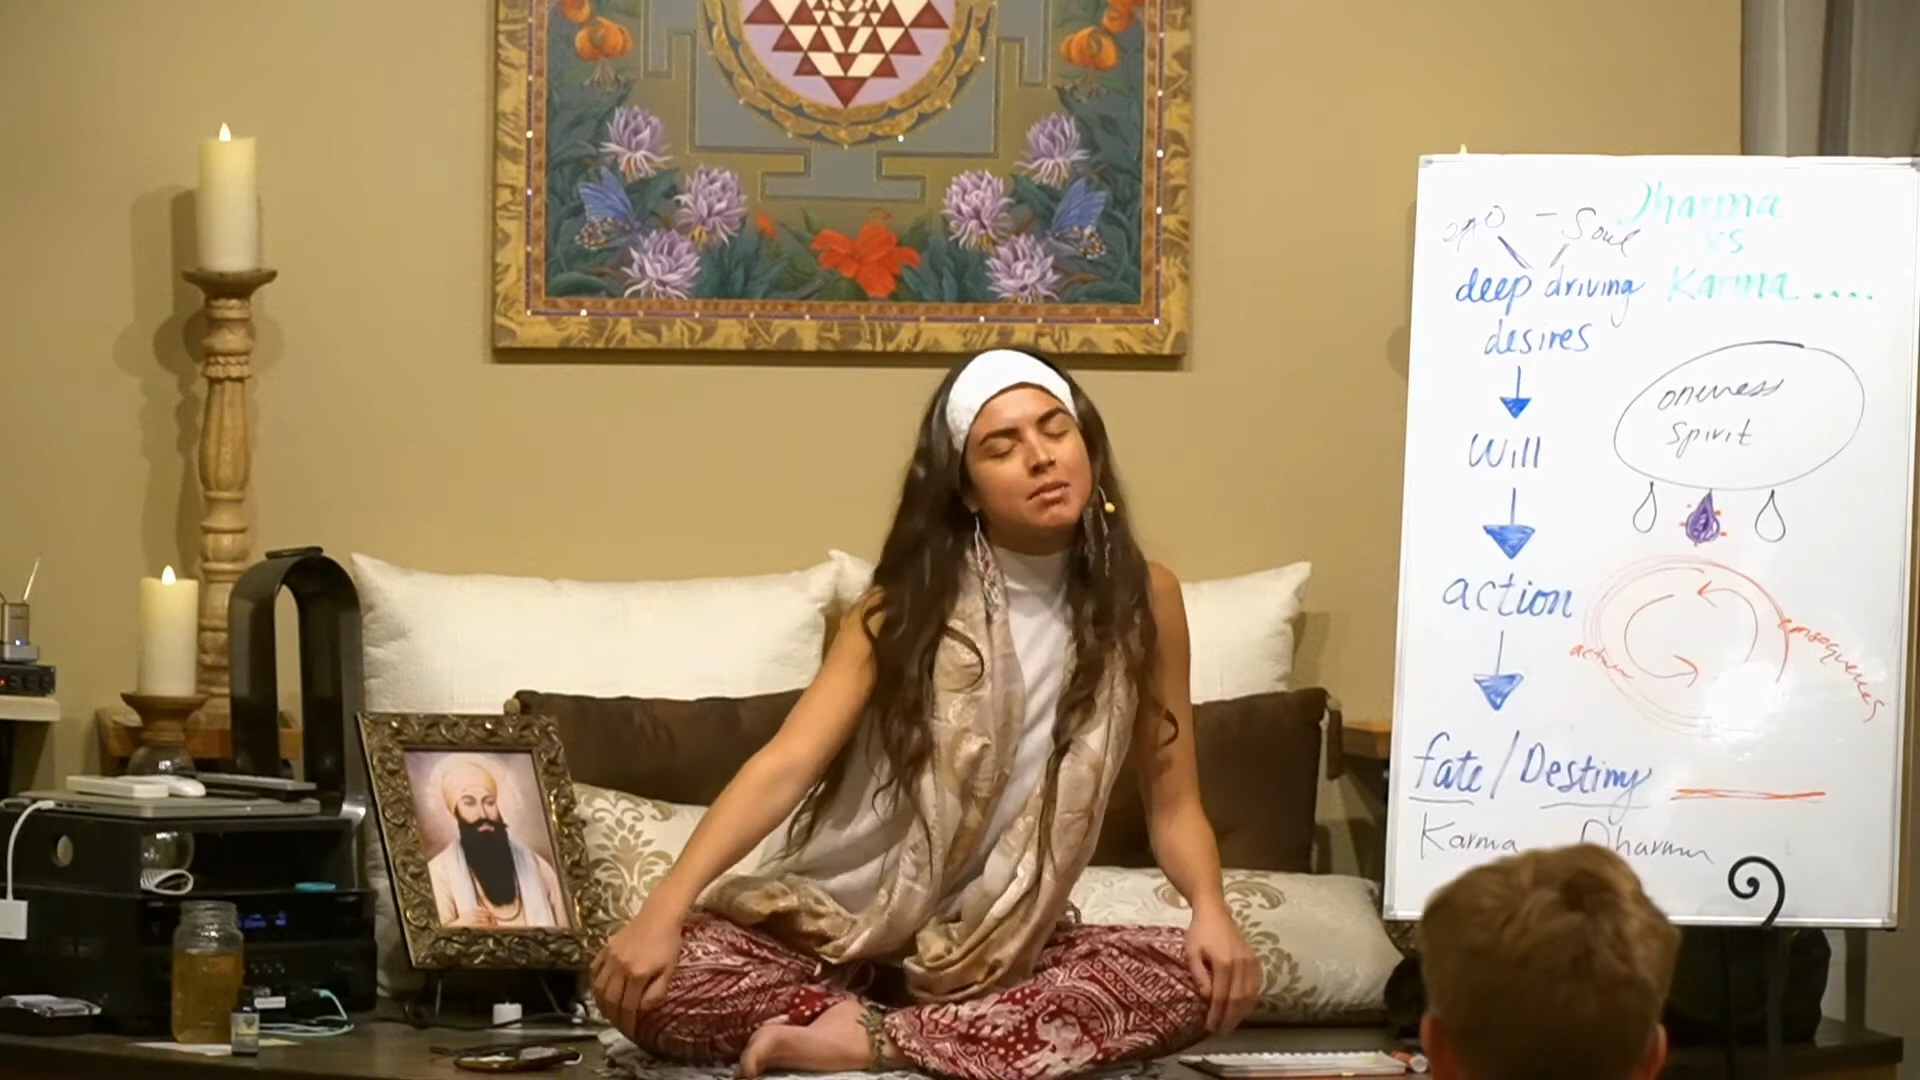 Dharma
vs
Karma....
ego - Soul
deep driving
desires
Will
action
fate / Destiny
Karma Dharma
oneness
spirit
action
consequences